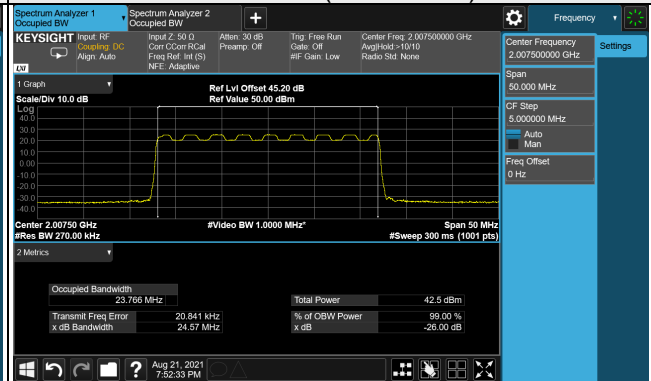 Spectrum Analyzer 1
Occupied BW
Spectrum Analyzer 2
Occupied BW
+
Frequency
KEYSIGHT
Input: RF
Coupling: DC
Align: Auto
Input Z: 50 Ω
Corr CCorr RCal
Freq Ref: Int (S)
NFE: Adaptive
Atten: 30 dB
Preamp: Off
Trig: Free Run
Gate: Off
#IF Gain: Low
Center Freq: 2.007500000 GHz
Avg|Hold:>10/10
Radio Std: None
LXI
Center Frequency
2.007500000 GHz
Settings
Span
50.000 MHz
CF Step
5.000000 MHz
Auto
Man
Freq Offset
0 Hz
1 Graph
Scale/Div 10.0 dB
Ref Lvl Offset 45.20 dB
Ref Value 50.00 dBm
Log
40.0
30.0
20.0
10.0
0.00
-10.0
-20.0
-30.0
-40.0
Center 2.00750 GHz
#Video BW 1.0000 MHz*
Span 50 MHz
#Res BW 270.00 kHz
#Sweep 300 ms (1001 pts)
2 Metrics
Occupied Bandwidth
23.766 MHz
Total Power 42.5 dBm
Transmit Freq Error 20.841 kHz
% of OBW Power 99.00 %
x dB Bandwidth 24.57 MHz
x dB -26.00 dB
?
Aug 21, 2021
7:52:33 PM